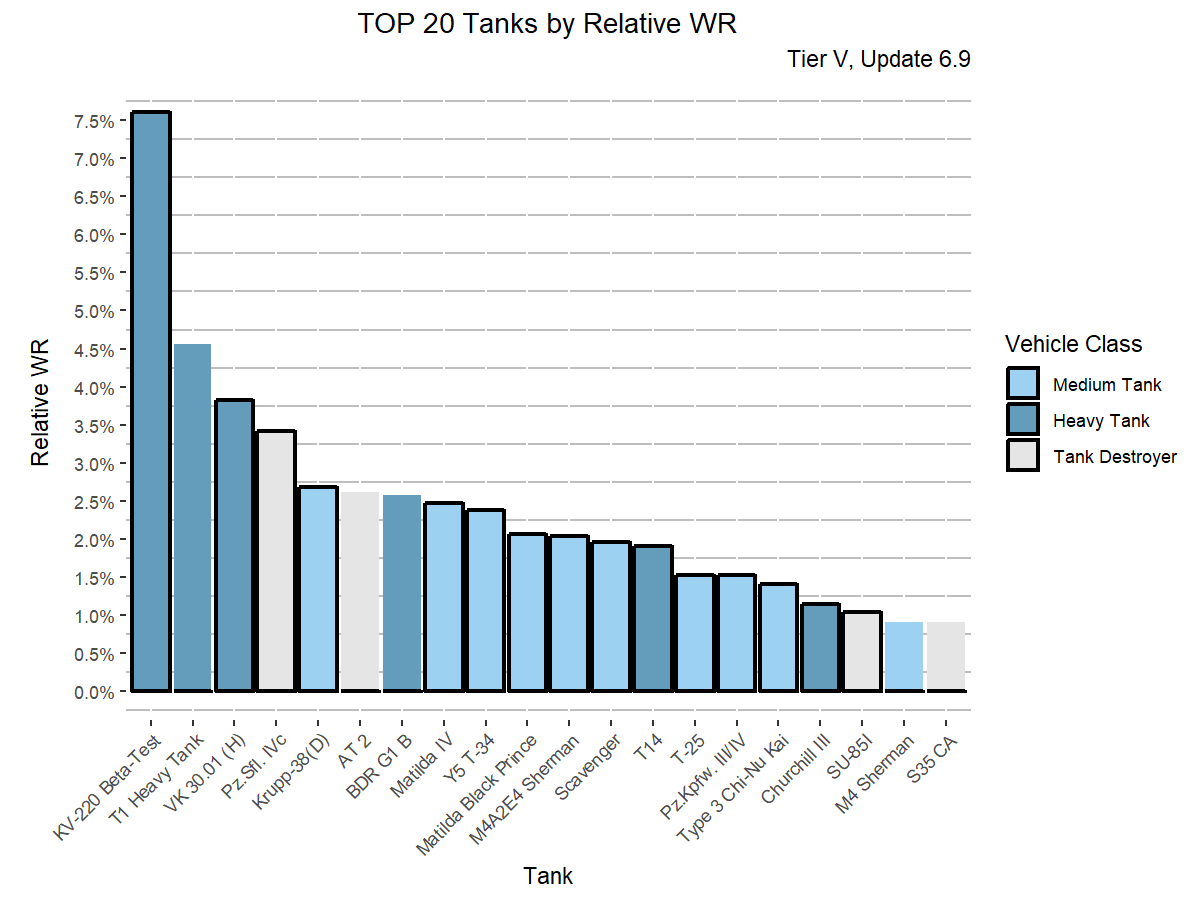 TOP 20 Tanks by Relative WR
Tier V, Update 6.9
7.5%
7.0%
6.5%
6.0%
5.5%
5.0%
4.5%
4.0%
3.5%
3.0%
2.5%
2.0%
1.5%
1.0%
0.5%
0.0%
Relative WR
KV-220 Beta-Test
T1 Heavy Tank
VK 30.01 (H)
Pz.Sfl. IVc
Krupp-38(D)
AT 2
BDR G1 B
Matilda IV
Y5 T-34
Matilda Black Prince
M4A2E4 Sherman
Scavenger
T14
T-25
Pz.Kpfw. III/IV
Type 3 Chi-Nu Kai
Churchill III
SU-85I
M4 Sherman
S35 CA
Tank
Vehicle Class
Medium Tank
Heavy Tank
Tank Destroyer